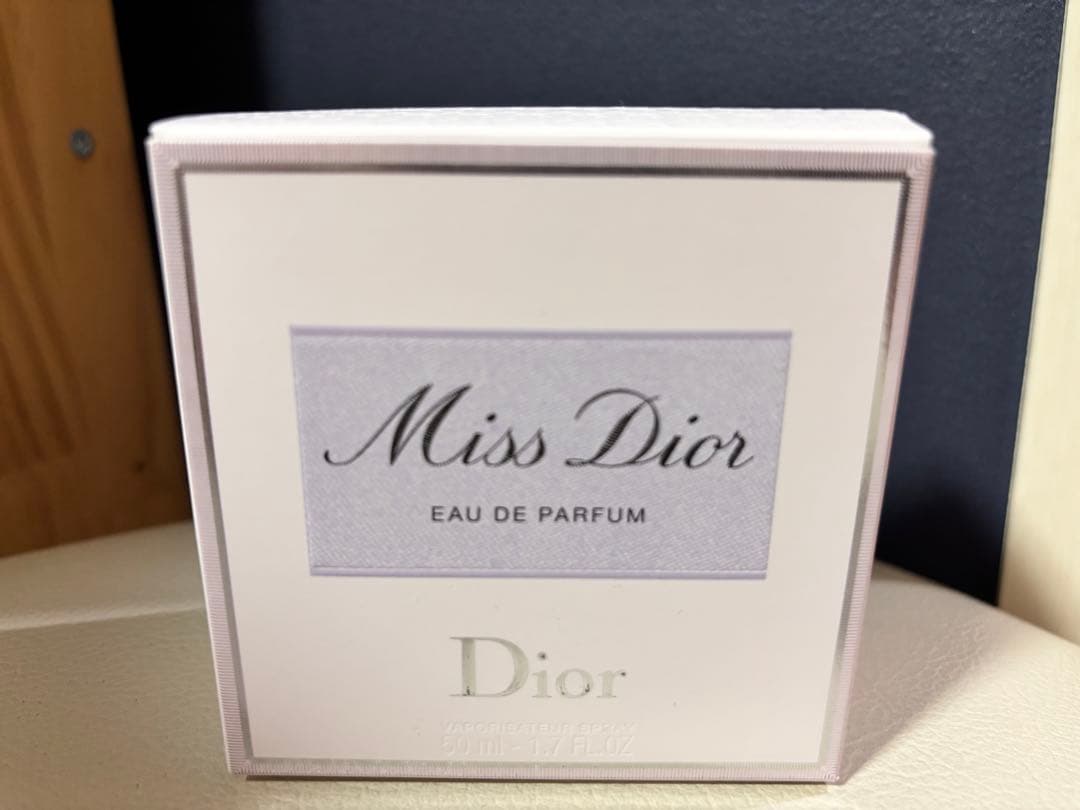 Miss Dior
EAU DE PARFUM
Dior
VAPORISATEUR SPRAY
50 ml - 1.7 FL.OZ